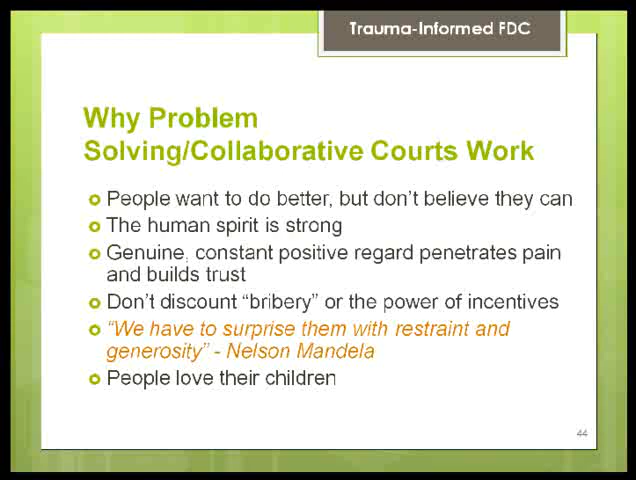 Trauma-Informed FDC
Why Problem
Solving/Collaborative Courts Work
People want to do better, but don't believe they can
The human spirit is strong
Genuine, constant positive regard penetrates pain
and builds trust
Don't discount "bribery" or the power of incentives
"We have to surprise them with restraint and
generosity" - Nelson Mandela
People love their children
44